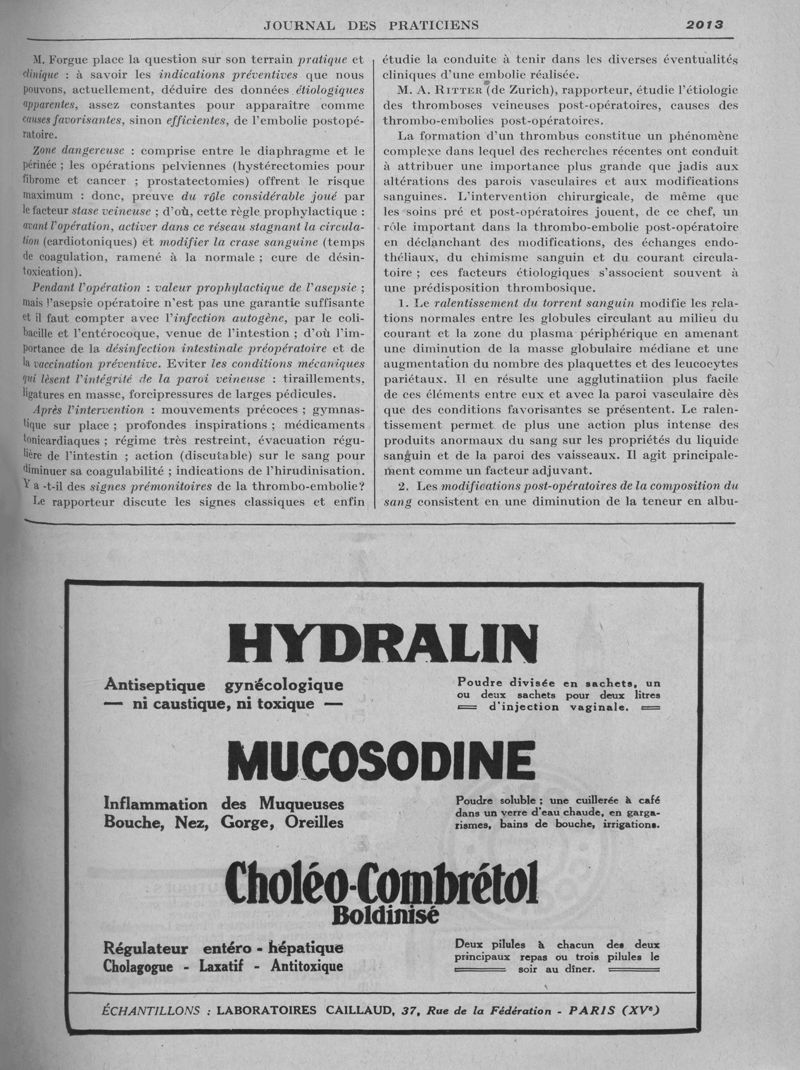 JOURNAL DES PRATICIENS 2013
M. Forgue place la question sur son terrain pratique et
clinique : à savoir les indications préventives que nous
pouvons, actuellement, déduire des données étiologiques
apparentes, assez constantes pour apparaître comme
causes favorisantes, sinon efficientes, de l'embolie postopé-
ratoire.
Zone dangereuse : comprise entre le diaphragme et le
périnée ; les opérations pelviennes (hystérectomies pour
fibrome et cancer ; prostatectomies) offrent le risque
maximum : donc, preuve du rôle considérable joué par
le facteur stase veineuse ; d'où, cette règle prophylactique :
avant l'opération, activer dans ce réseau stagnant la circula-
tion (cardiotoniques) et modifier la crase sanguine (temps
de coagulation, ramené à la normale ; cure de désin-
toxication).
Pendant l'opération : valeur prophylactique de l'asepsie ;
mais l'asepsie opératoire n'est pas une garantie suffisante
et il faut compter avec l'infection autogène, par le coli-
bacille et l'entérocoque, venue de l'intestion ; d'où l'im-
portance de la désinfection intestinale préopératoire et de
la vaccination préventive. Eviter les conditions mécaniques
qui lèsent l'intégrité de la paroi veineuse : tiraillements,
ligatures en masse, forcipressures de larges pédicules.
Après l'intervention : mouvements précoces ; gymnas-
tique sur place ; profondes inspirations ; médicaments
tonicardiaques ; régime très restreint, évacuation régu-
lière de l'intestin ; action (discutable) sur le sang pour
diminuer sa coagulabilité ; indications de l'hirudinisation.
Y a -t-il des signes prémonitoires de la thrombo-embolie?
Le rapporteur discute les signes classiques et enfin
étudie la conduite à tenir dans les diverses éventualités
cliniques d'une embolie réalisée.
M. A. RITTER (de Zurich), rapporteur, étudie l'étiologie
des thromboses veineuses post-opératoires, causes des
thrombo-embolies post-opératoires.
La formation d'un thrombus constitue un phénomène
complexe dans lequel des recherches récentes ont conduit
à attribuer une importance plus grande que jadis aux
altérations des parois vasculaires et aux modifications
sanguines. L'intervention chirurgicale, de même que
les soins pré et post-opératoires jouent, de ce chef, un
rôle important dans la thrombo-embolie post-opératoire
en déclanchant des modifications, des échanges endo-
théliaux, du chimisme sanguin et du courant circula-
toire ; ces facteurs étiologiques s'associent souvent à
une prédisposition thrombosique.
1. Le ralentissement du torrent sanguin modifie les rela-
tions normales entre les globules circulant au milieu du
courant et la zone du plasma périphérique en amenant
une diminution de la masse globulaire médiane et une
augmentation du nombre des plaquettes et des leucocytes
pariétaux. Il en résulte une agglutinatiion plus facile
de ces éléments entre eux et avec la paroi vasculaire dès
que des conditions favorisantes se présentent. Le ralen-
tissement permet de plus une action plus intense des
produits anormaux du sang sur les propriétés du liquide
sanguin et de la paroi des vaisseaux. Il agit principale-
ment comme un facteur adjuvant.
2. Les modifications post-opératoires de la composition du
sang consistent en une diminution de la teneur en albu-
HYDRALIN
Antiseptique gynécologique
— ni caustique, ni toxique —
Poudre divisée en sachets, un
ou deux sachets pour deux litres
d'injection vaginale.
MUCOSODINE
Inflammation des Muqueuses
Bouche, Nez, Gorge, Oreilles
Poudre soluble ; une cuillerée à café
dans un verre d'eau chaude, en garga-
rismes, bains de bouche, irrigations.
Choléo-Combrétol
Boldinisé
Régulateur entéro - hépatique
Cholagogue - Laxatif - Antitoxique
Deux pilules à chacun des deux
principaux repas ou trois pilules le
soir au dîner.
ÉCHANTILLONS : LABORATOIRES CAILLAUD, 37, Rue de la Fédération - PARIS (XVe)